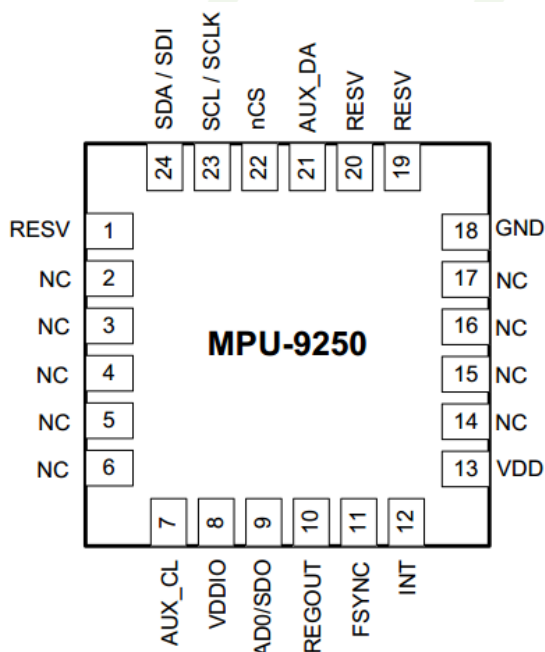 SDA / SDI
SCL / SCLK
nCS
AUX_DA
RESV
RESV
24
23
22
21
20
19
RESV 1
NC 2
NC 3
NC 4
NC 5
NC 6
MPU-9250
18 GND
17 NC
16 NC
15 NC
14 NC
13 VDD
7
8
9
10
11
12
AUX_CL
VDDIO
AD0/SDO
REGOUT
FSYNC
INT